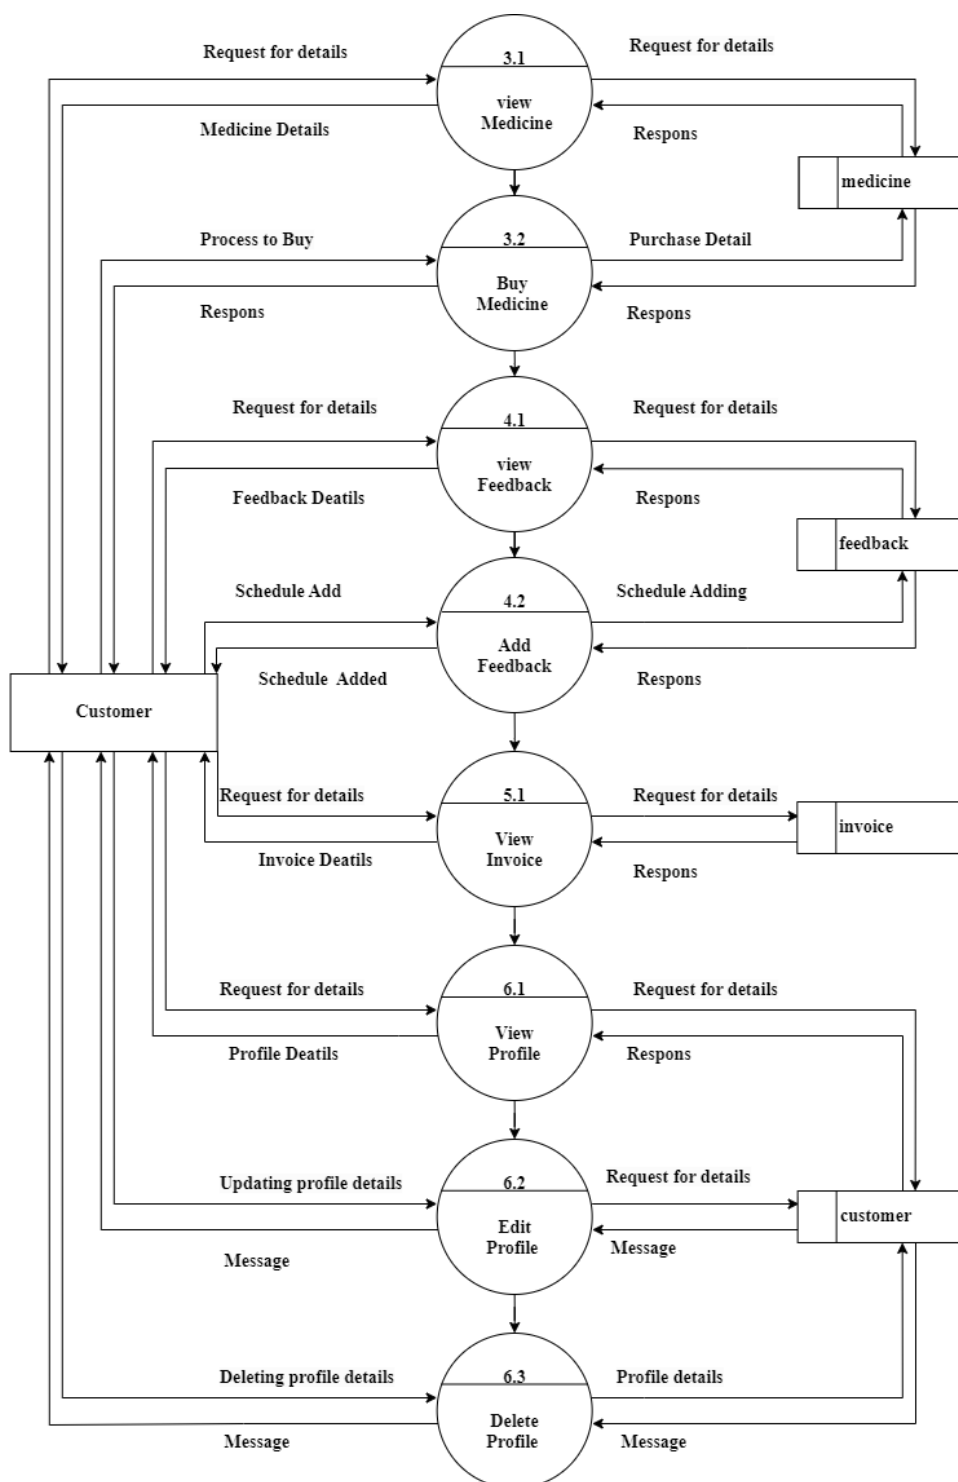 Request for details
3.1
Request for details
view
Medicine
Medicine Details
Respons
medicine
Process to Buy
3.2
Purchase Detail
Buy
Medicine
Respons
Respons
Request for details
4.1
Request for details
view
Feedback
Feedback Deatils
Respons
feedback
Schedule Add
4.2
Schedule Adding
Add
Feedback
Schedule Added
Respons
Customer
Request for details
5.1
Request for details
View
Invoice
invoice
Invoice Deatils
Respons
Request for details
6.1
Request for details
View
Profile
Profile Deatils
Respons
Updating profile details
6.2
Request for details
Edit
Profile
customer
Message
Message
Deleting profile details
6.3
Profile details
Delete
Profile
Message
Message